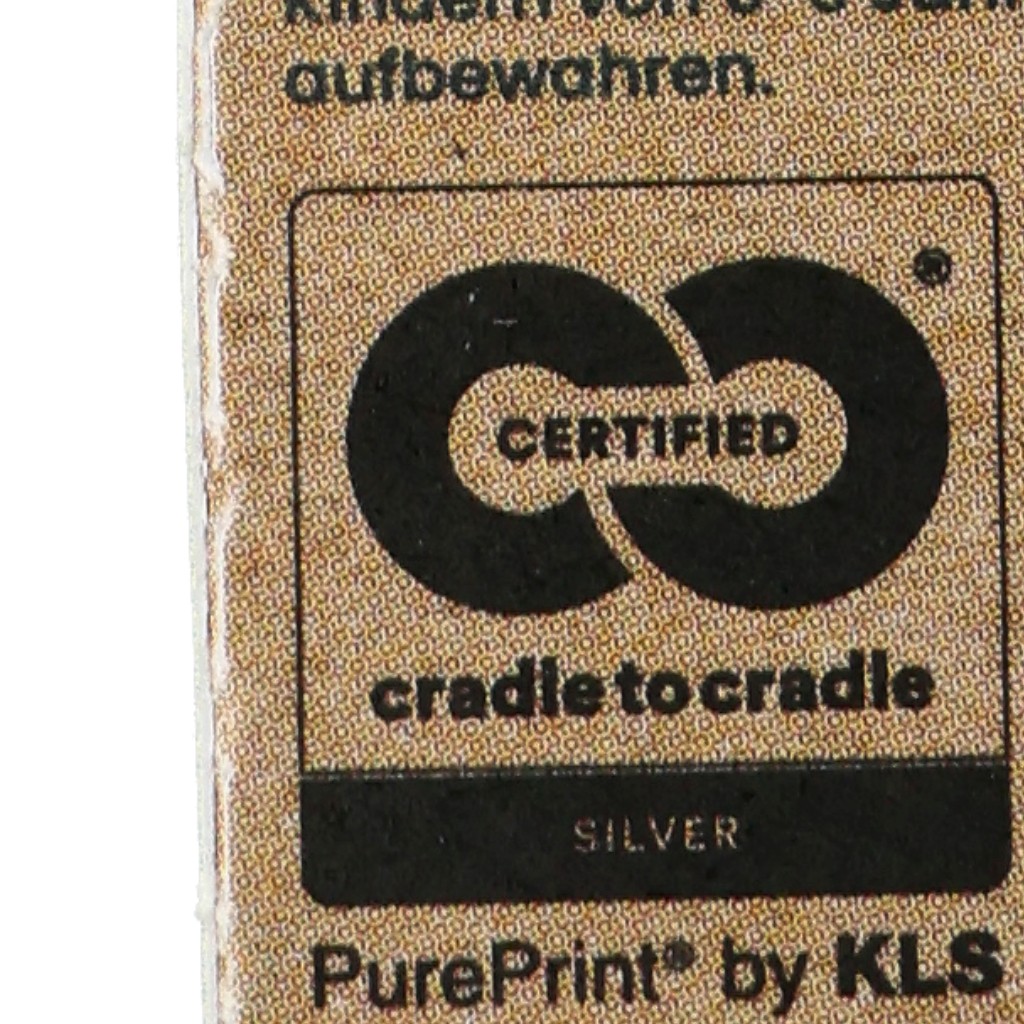 aufbewahren.
®
CERTIFIED
cradle to cradle
SILVER
PurePrint® by KLS